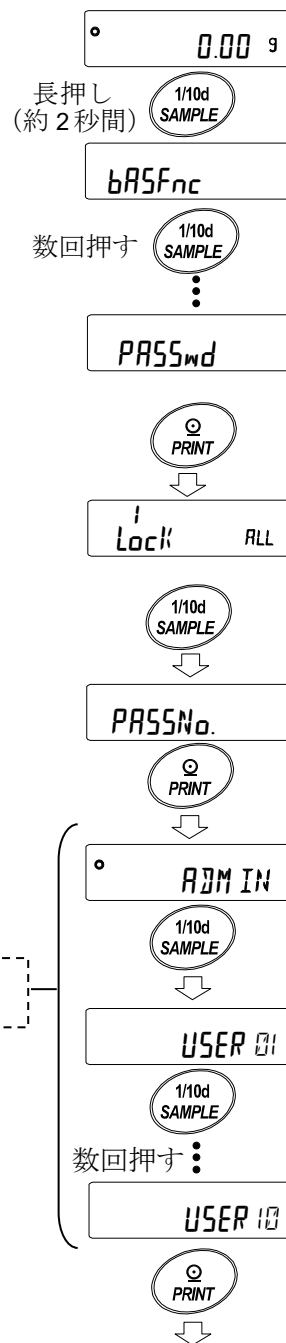 0.00 g
長押し
(約2秒間)
1/10d
SAMPLE
bASFnc
数回押す
1/10d
SAMPLE
PASSwd
PRINT
1
Lock ALL
1/10d
SAMPLE
PASSNo.
PRINT
ADMIN
1/10d
SAMPLE
USER 01
1/10d
SAMPLE
数回押す
USER 10
PRINT